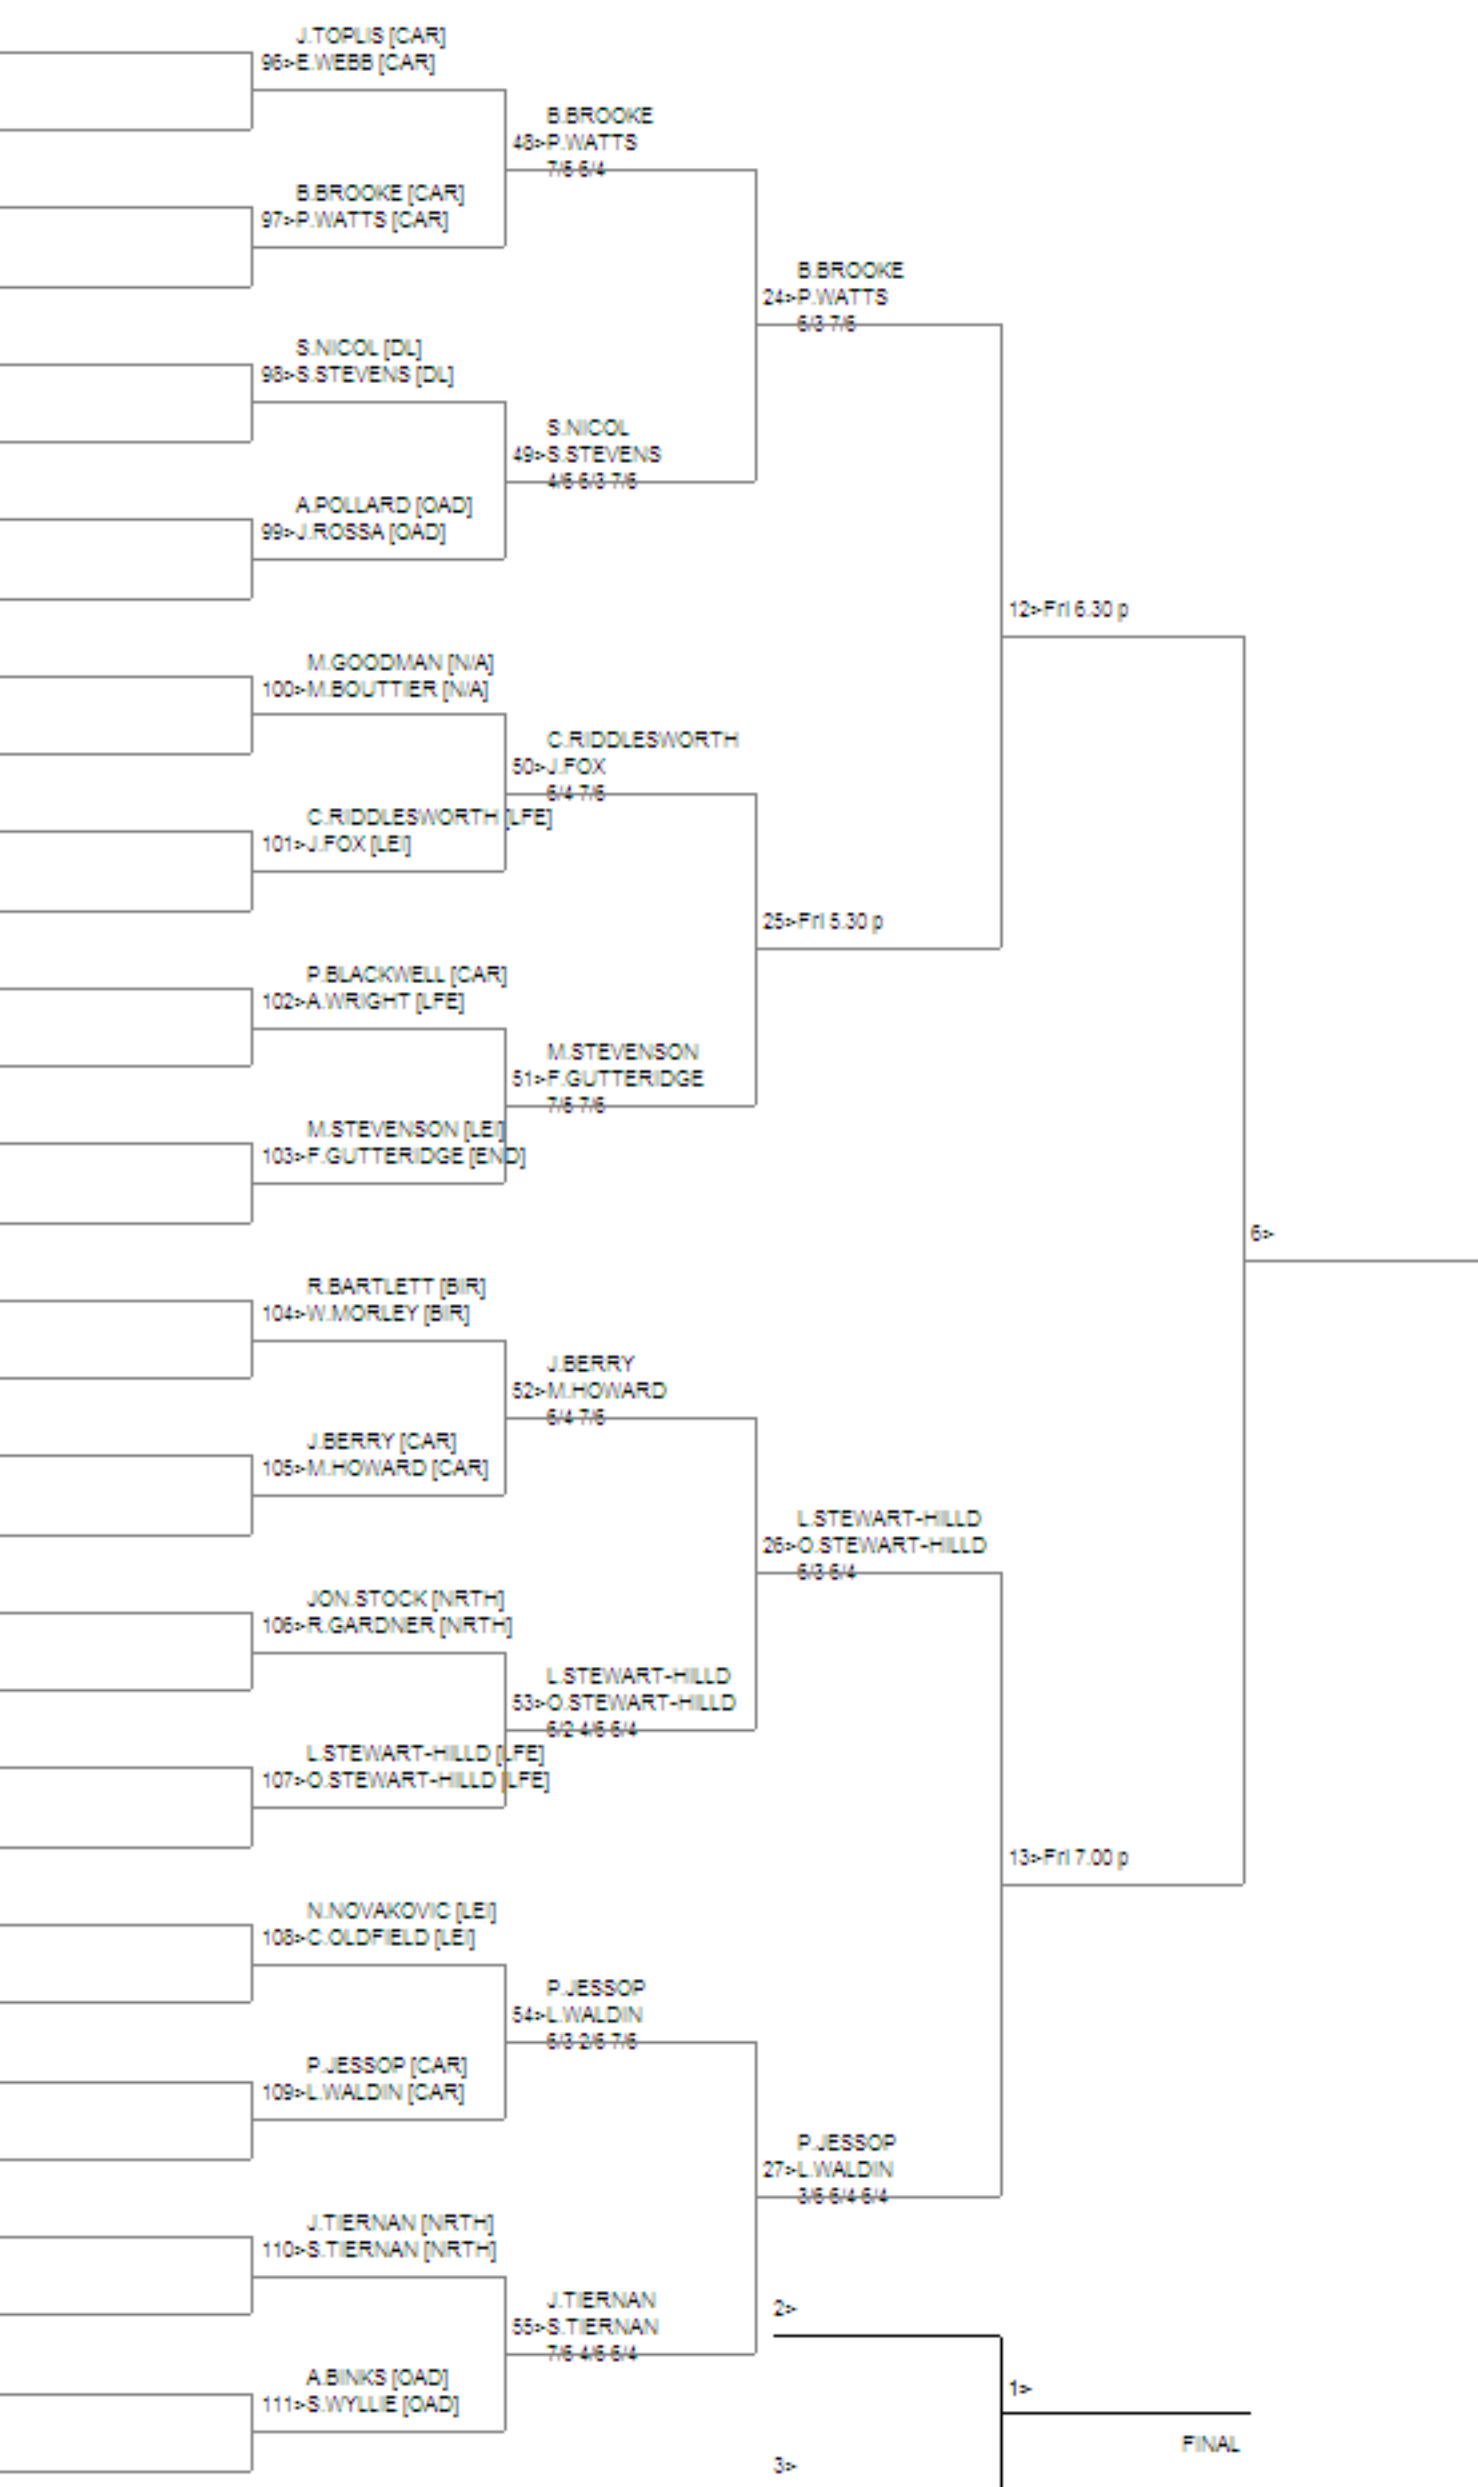 J.TOPLIS [CAR]
96>E.WEBB [CAR]
B.BROOKE [CAR]
97>P.WATTS [CAR]
S.NICOL [DL]
98>S.STEVENS [DL]
A.POLLARD [OAD]
99>J.ROSSA [OAD]
M.GOODMAN [N/A]
100>M.BOUTTIER [N/A]
C.RIDDLESWORTH [LFE]
101>J.FOX [LEI]
P.BLACKWELL [CAR]
102>A.WRIGHT [LFE]
M.STEVENSON [LEI]
103>F.GUTTERIDGE [END]
R.BARTLETT [BIR]
104>W.MORLEY [BIR]
J.BERRY [CAR]
105>M.HOWARD [CAR]
JON.STOCK [NRTH]
106>R.GARDNER [NRTH]
L.STEWART-HILLD [LFE]
107>O.STEWART-HILLD [LFE]
N.NOVAKOVIC [LEI]
108>C.OLDFIELD [LEI]
P.JESSOP [CAR]
109>L.WALDIN [CAR]
J.TIERNAN [NRTH]
110>S.TIERNAN [NRTH]
A.BINKS [OAD]
111>S.WYLLIE [OAD]
B.BROOKE
48>P.WATTS
7/6 6/4
S.NICOL
49>S.STEVENS
4/6 6/3 7/6
C.RIDDLESWORTH
50>J.FOX
6/4 7/6
M.STEVENSON
51>F.GUTTERIDGE
7/6 7/6
J.BERRY
52>M.HOWARD
6/4 7/6
L.STEWART-HILLD
53>O.STEWART-HILLD
6/2 4/6 6/4
P.JESSOP
54>L.WALDIN
6/3 2/6 7/6
J.TIERNAN
55>S.TIERNAN
7/6 4/6 6/4
B.BROOKE
24>P.WATTS
6/3 7/6
25>Fri 5.30 p
L.STEWART-HILLD
26>O.STEWART-HILLD
6/3 6/4
P.JESSOP
27>L.WALDIN
3/6 6/4 6/4
12>Fri 6.30 p
13>Fri 7.00 p
6>
2>
1>
FINAL
3>